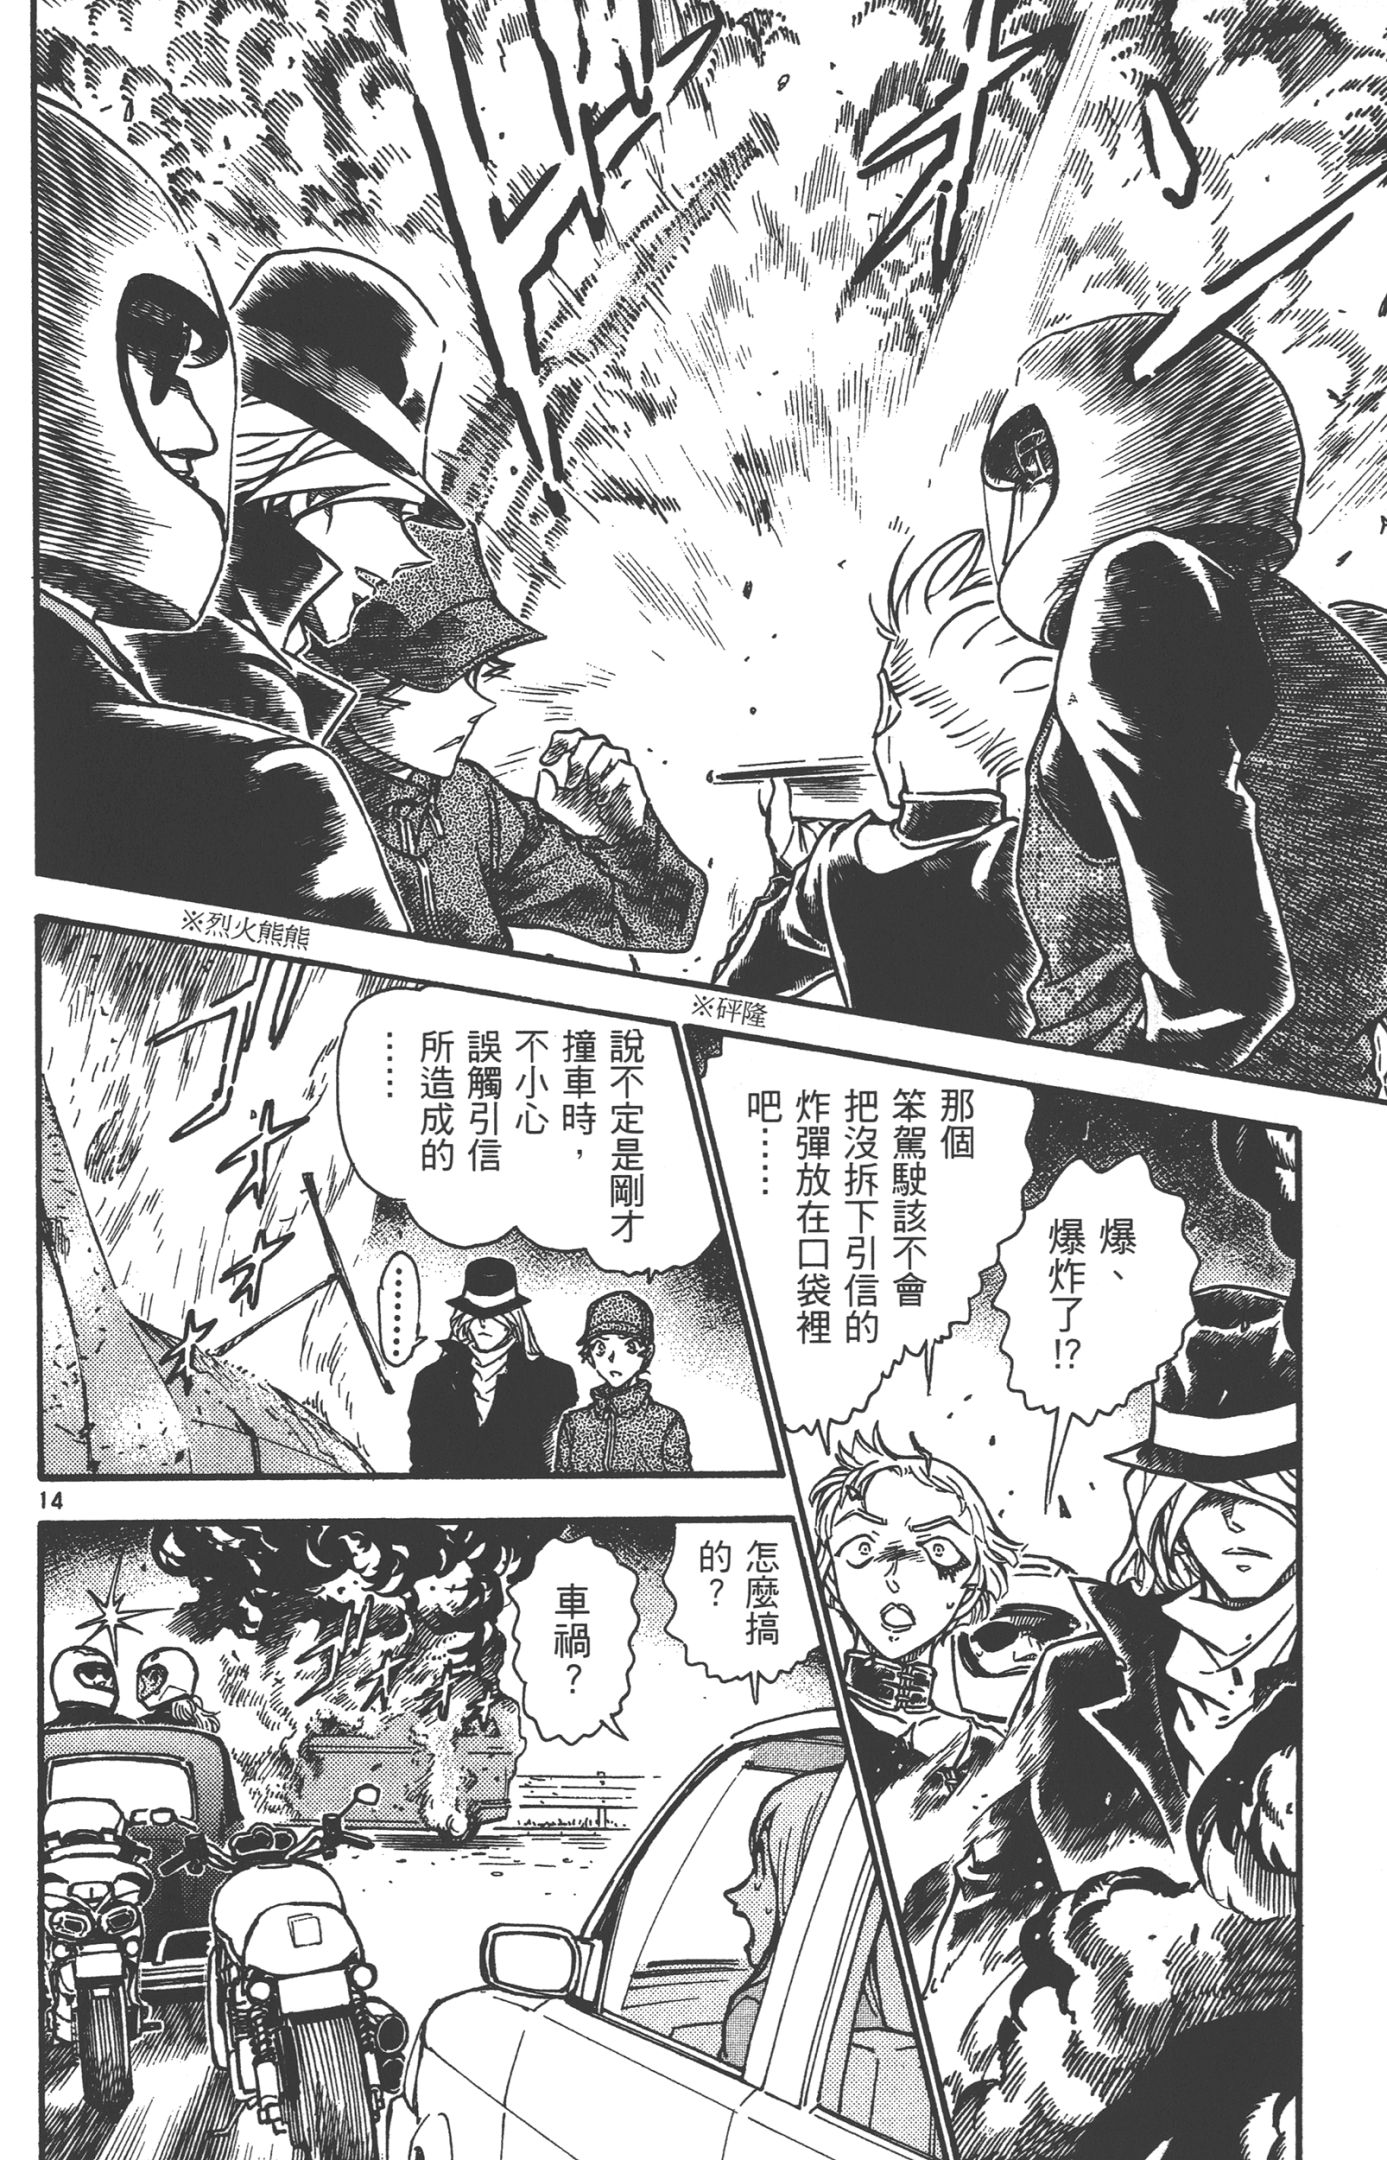 ※砰隆
※烈火熊熊
爆、
爆炸了!?
那個
笨駕駛該不會
把沒拆下引信的
炸彈放在口袋裡
吧……
說不定是剛才
撞車時，
不小心
誤觸引信
所造成的
……
……
14
怎麼搞
的？
車禍？